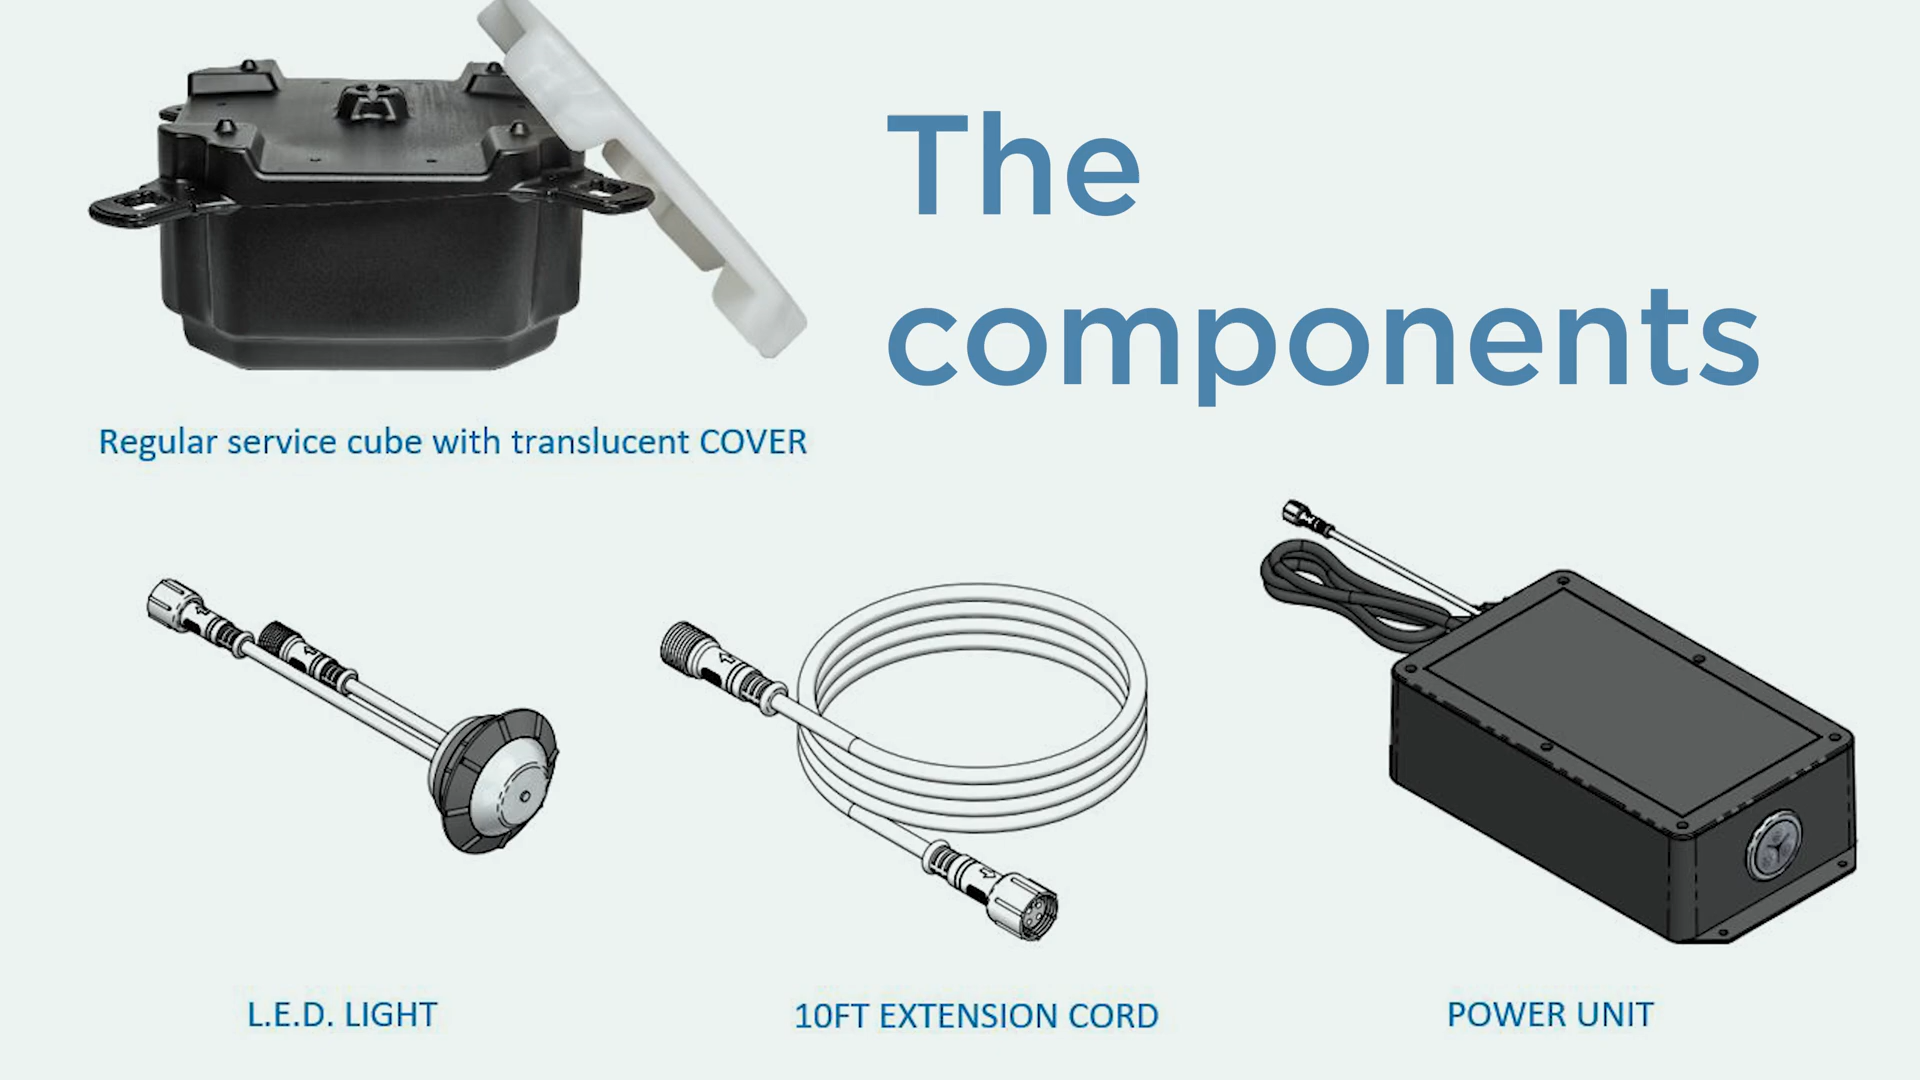 The
components
Regular service cube with translucent COVER
L.E.D. LIGHT
10FT EXTENSION CORD
POWER UNIT